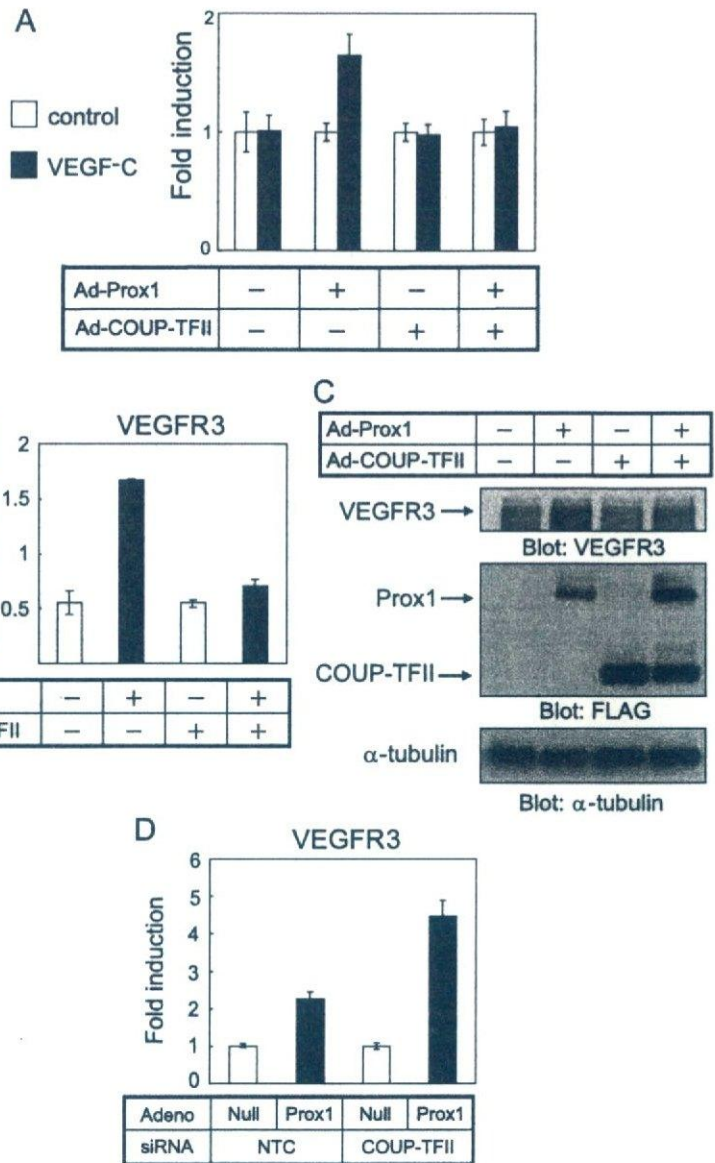 A
2
1
0
Fold induction
control
VEGF-C
Ad-Prox1 − + − +
Ad-COUP-TFII − − + +
VEGFR3
2
1.5
1
0.5
− + − +
FII − − + +
C
Ad-Prox1 − + − +
Ad-COUP-TFII − − + +
VEGFR3
Blot: VEGFR3
Prox1
COUP-TFII
Blot: FLAG
α-tubulin
Blot: α-tubulin
D
VEGFR3
6
5
4
3
2
1
0
Fold induction
Adeno Null Prox1 Null Prox1
siRNA NTC COUP-TFII